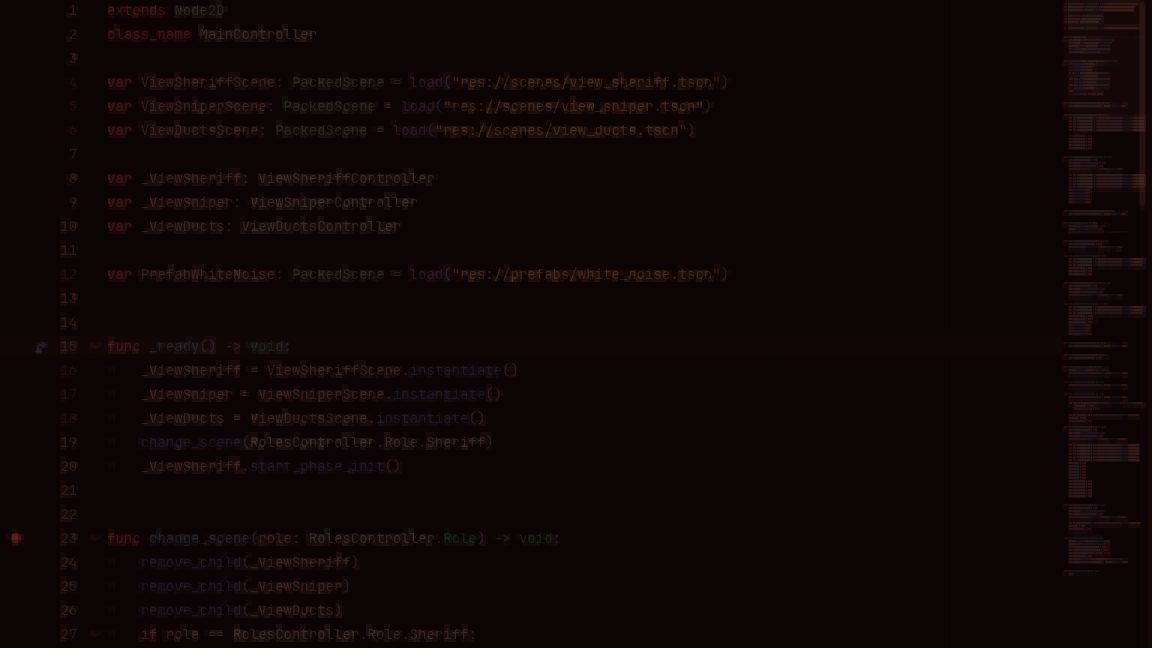 1 extends Node2D
2 class_name MainController
3
4 var ViewSheriffScene: PackedScene = load("res://scenes/view_sheriff.tscn")
5 var ViewSniperScene: PackedScene = load("res://scenes/view_sniper.tscn")
6 var ViewDuctsScene: PackedScene = load("res://scenes/view_ducts.tscn")
7
8 var _ViewSheriff: ViewSheriffController
9 var _ViewSniper: ViewSniperController
10 var _ViewDucts: ViewDuctsController
11
12 var PrefabWhiteNoise: PackedScene = load("res://prefabs/white_noise.tscn")
13
14
15 func _ready() -> void:
16 _ViewSheriff = ViewSheriffScene.instantiate()
17 _ViewSniper = ViewSniperScene.instantiate()
18 _ViewDucts = ViewDuctsScene.instantiate()
19 change_scene(RolesController.Role.Sheriff)
20 _ViewSheriff.start_phase_init()
21
22
23 func change_scene(role: RolesController.Role) -> void:
24 remove_child(_ViewSheriff)
25 remove_child(_ViewSniper)
26 remove_child(_ViewDucts)
27 if role == RolesController.Role.Sheriff: